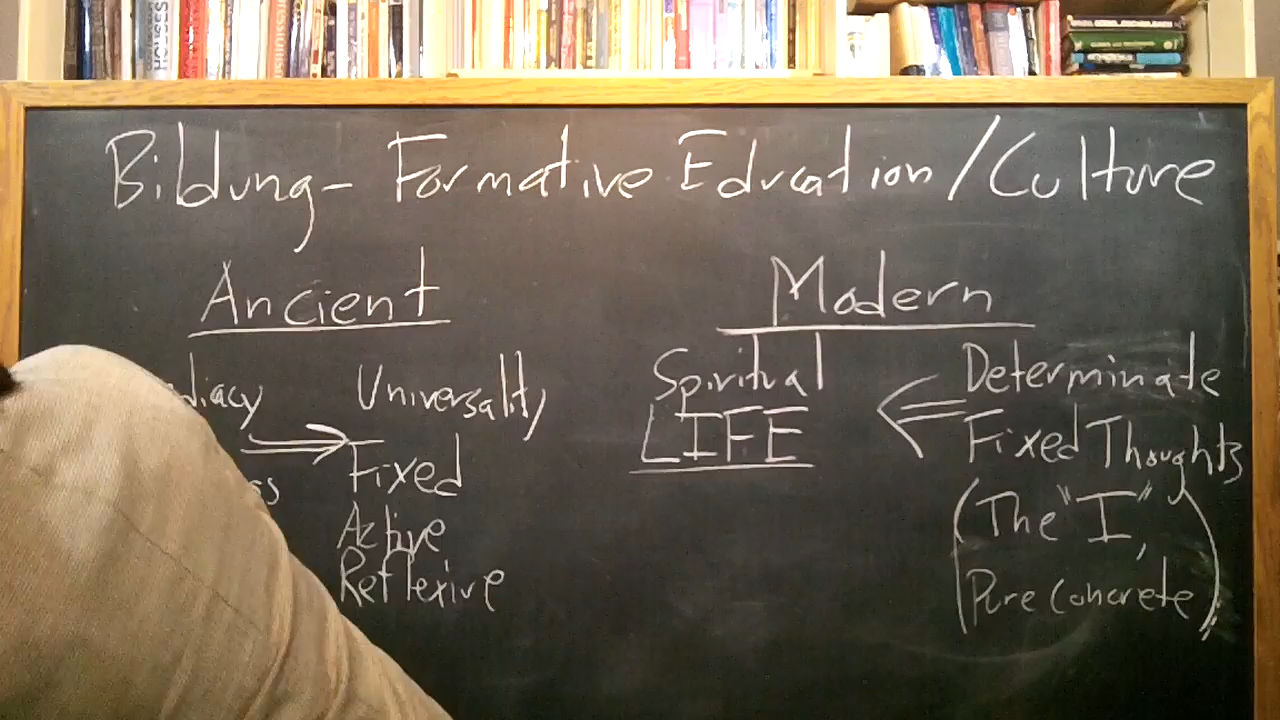 Bildung- Formative Education/Culture
Ancient
Modern
Universality
Fixed
Active
Reflexive
Spiritual
LIFE
Determinate
Fixed Thoughts
(The "I",
Pure Concrete)